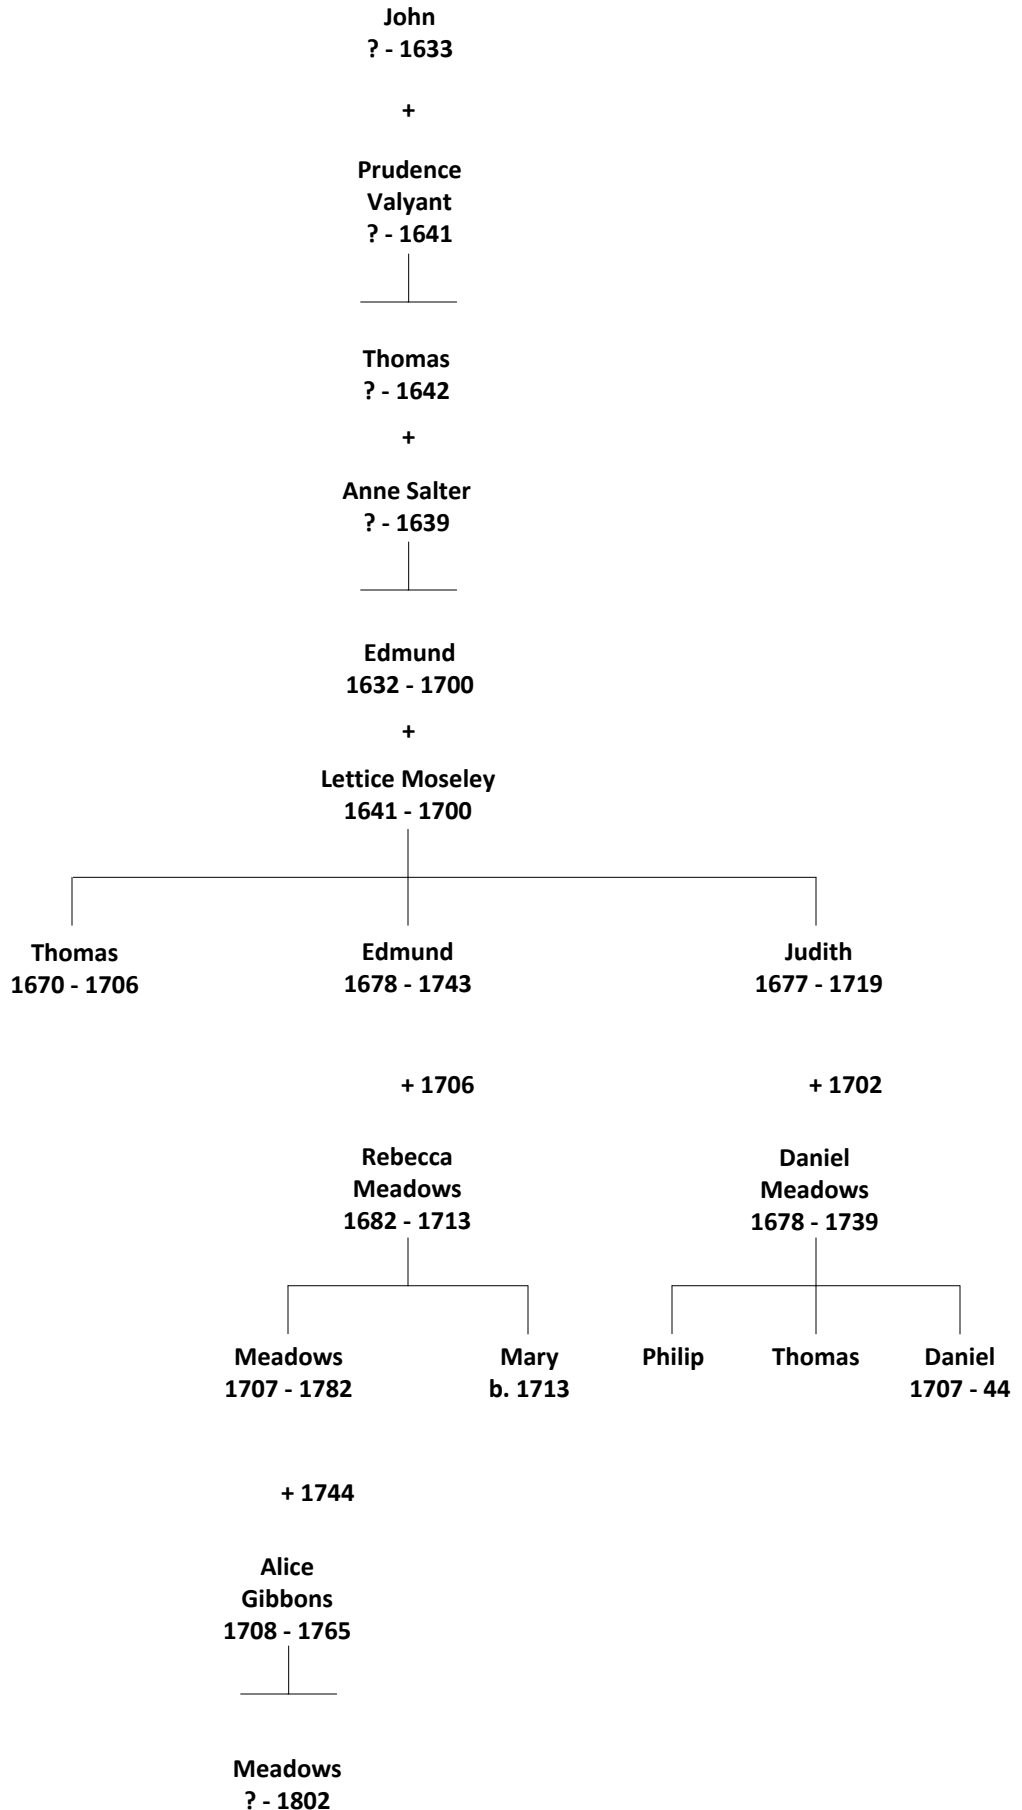 John
? - 1633
+
Prudence
Valyant
? - 1641
Thomas
? - 1642
+
Anne Salter
? - 1639
Edmund
1632 - 1700
+
Lettice Moseley
1641 - 1700
Thomas
1670 - 1706
Edmund
1678 - 1743
Judith
1677 - 1719
+ 1706
+ 1702
Rebecca
Meadows
1682 - 1713
Daniel
Meadows
1678 - 1739
Meadows
1707 - 1782
Mary
b. 1713
Philip
Thomas
Daniel
1707 - 44
+ 1744
Alice
Gibbons
1708 - 1765
Meadows
? - 1802